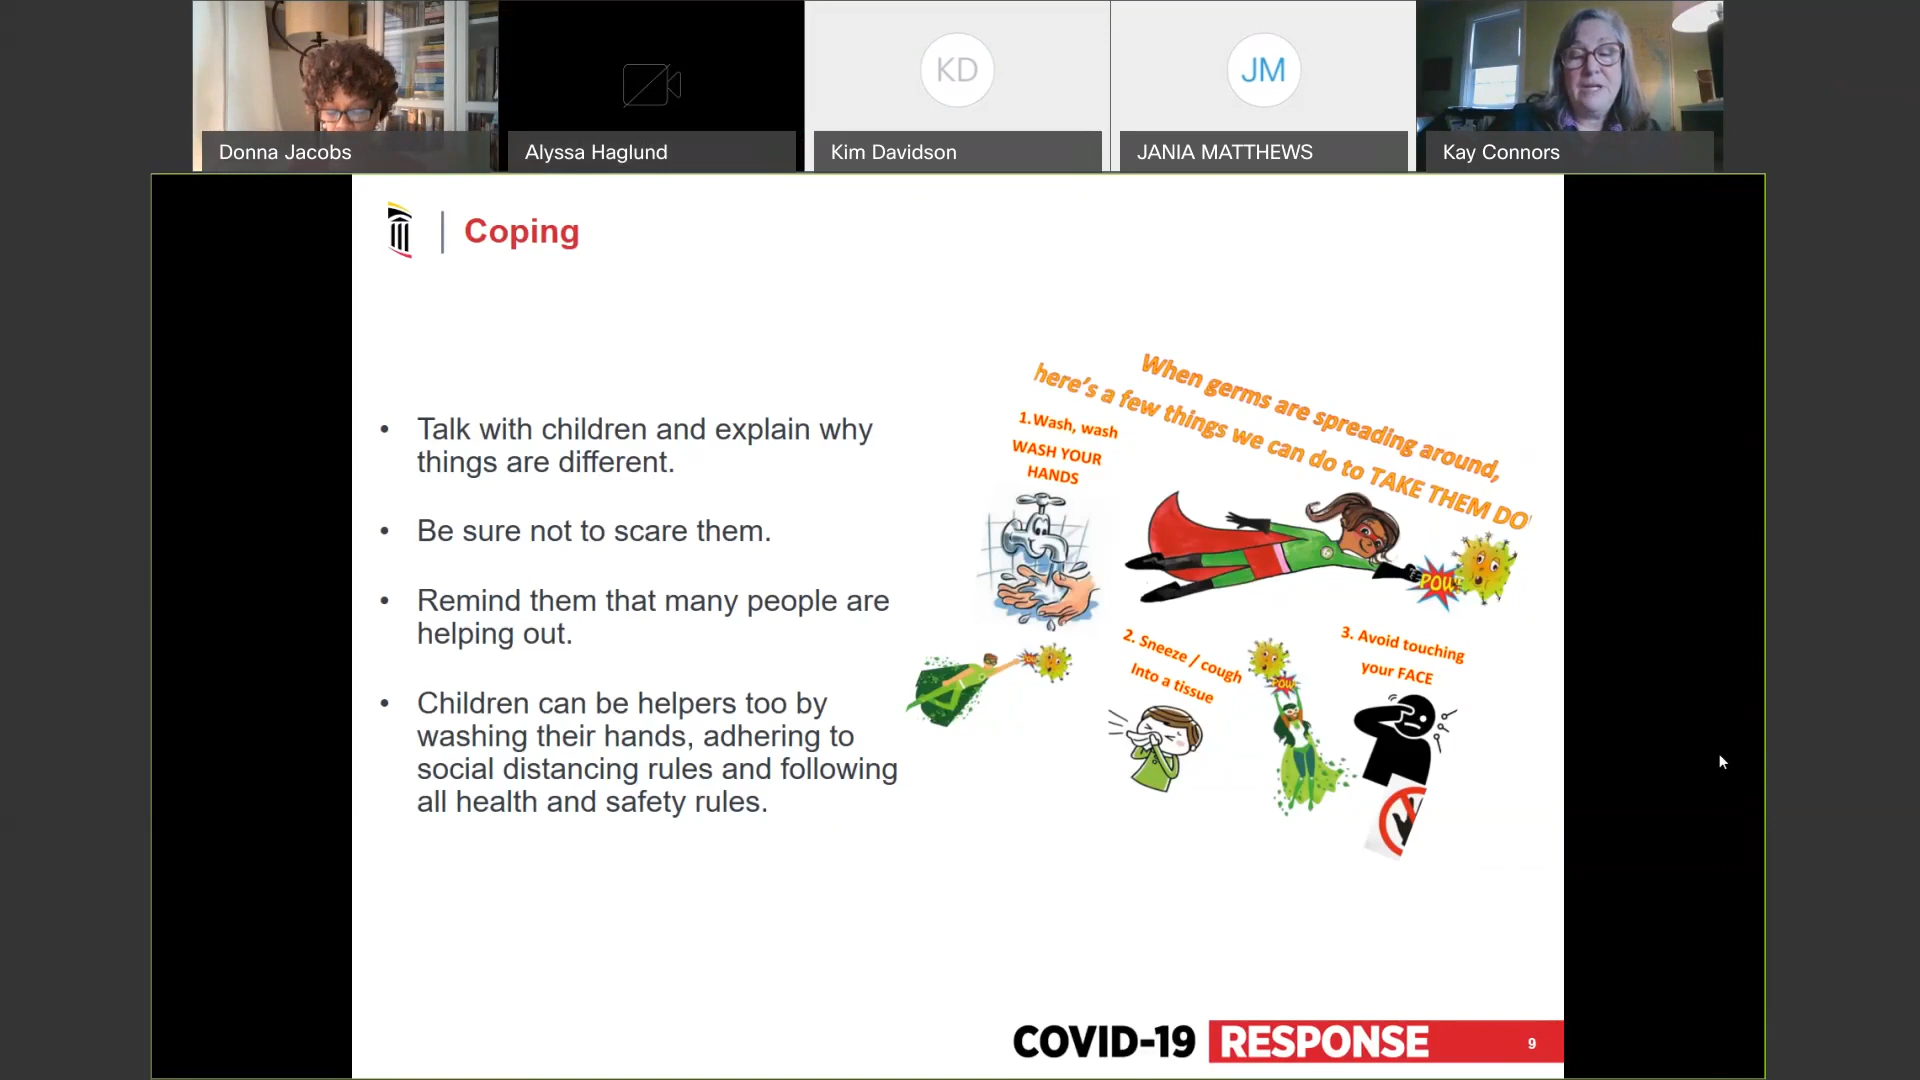 Donna Jacobs
Alyssa Haglund
KD
Kim Davidson
JM
JANIA MATTHEWS
Kay Connors
Coping
• Talk with children and explain why
things are different.
• Be sure not to scare them.
• Remind them that many people are
helping out.
• Children can be helpers too by
washing their hands, adhering to
social distancing rules and following
all health and safety rules.
When germs are spreading around,
here's a few things we can do to TAKE THEM DO
1.Wash, wash
WASH YOUR
HANDS
POW
POW
2. Sneeze / cough
Into a tissue
3. Avoid touching
your FACE
COVID-19 RESPONSE
9